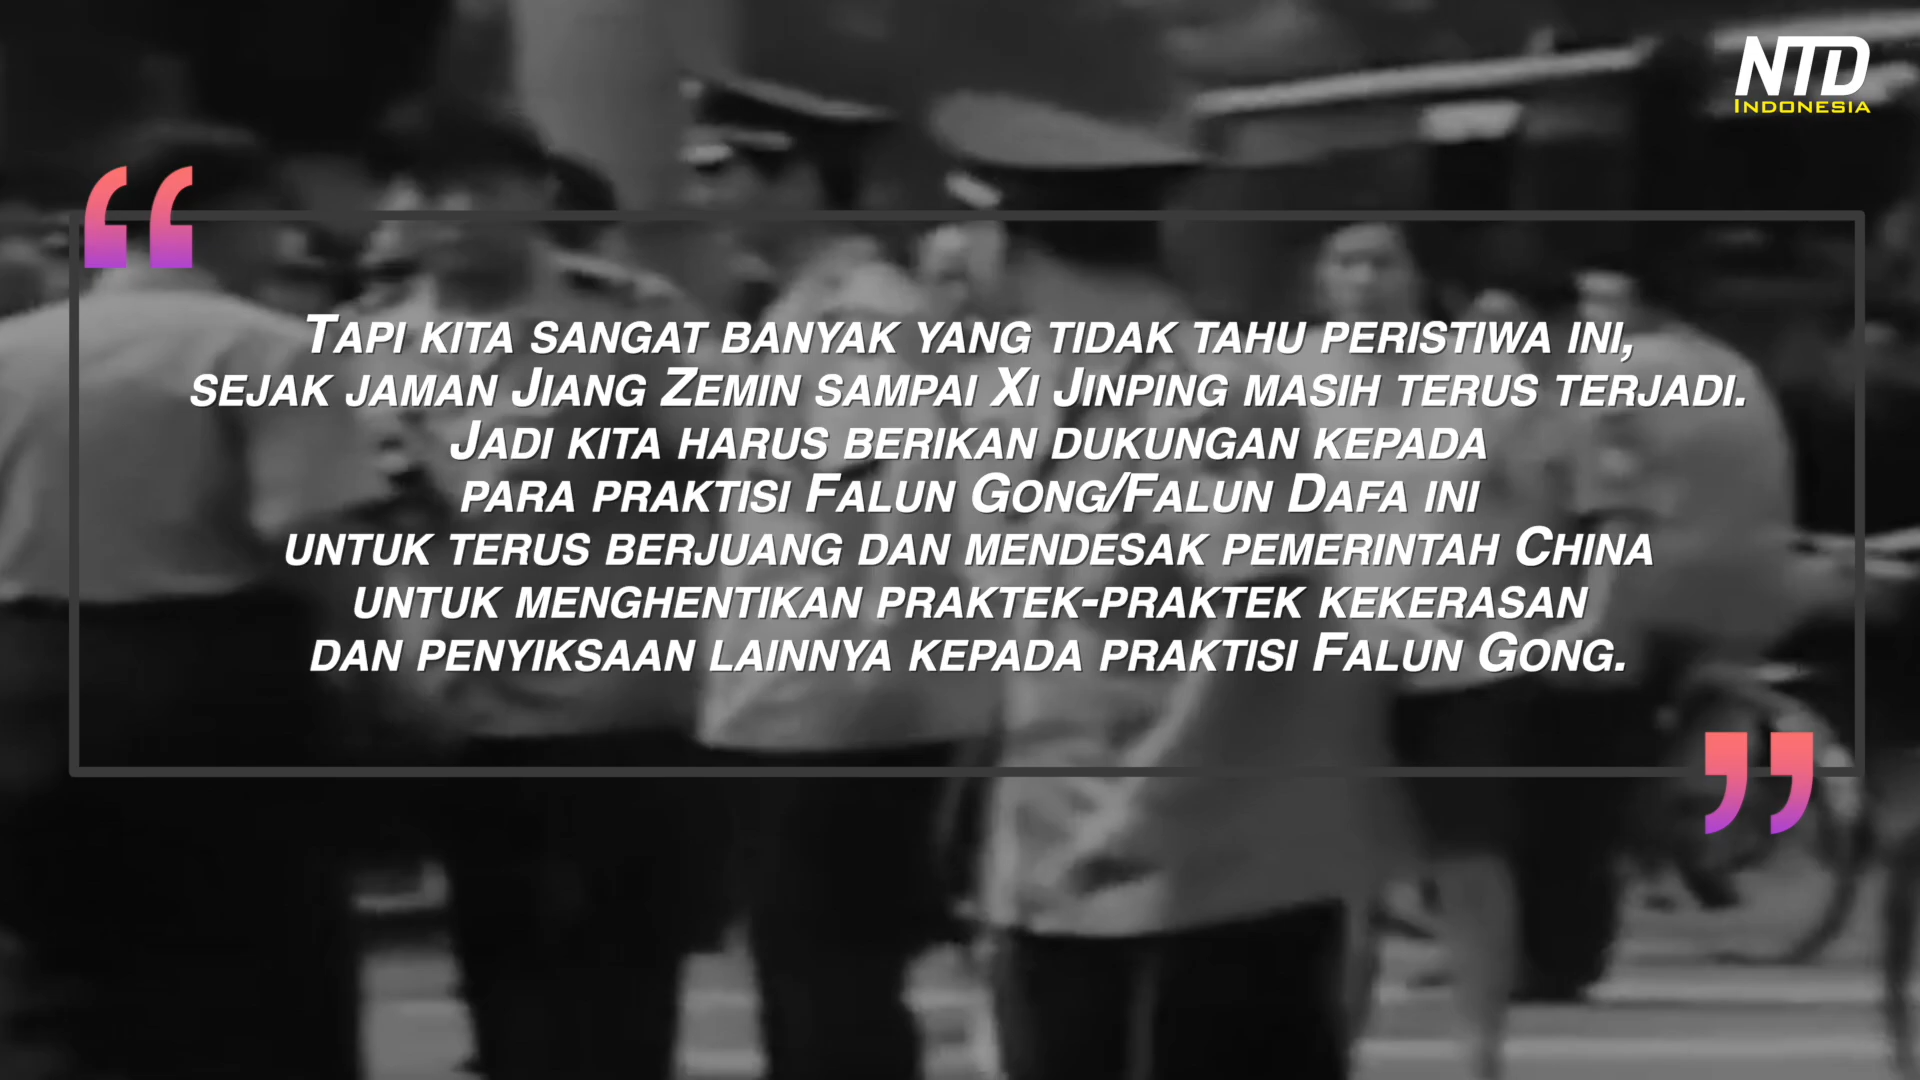 NTD
INDONESIA
“
TAPI KITA SANGAT BANYAK YANG TIDAK TAHU PERISTIWA INI,
SEJAK JAMAN JIANG ZEMIN SAMPAI XI JINPING MASIH TERUS TERJADI.
JADI KITA HARUS BERIKAN DUKUNGAN KEPADA
PARA PRAKTISI FALUN GONG/FALUN DAFA INI
UNTUK TERUS BERJUANG DAN MENDESAK PEMERINTAH CHINA
UNTUK MENGHENTIKAN PRAKTEK-PRAKTEK KEKERASAN
DAN PENYIKSAAN LAINNYA KEPADA PRAKTISI FALUN GONG.
”